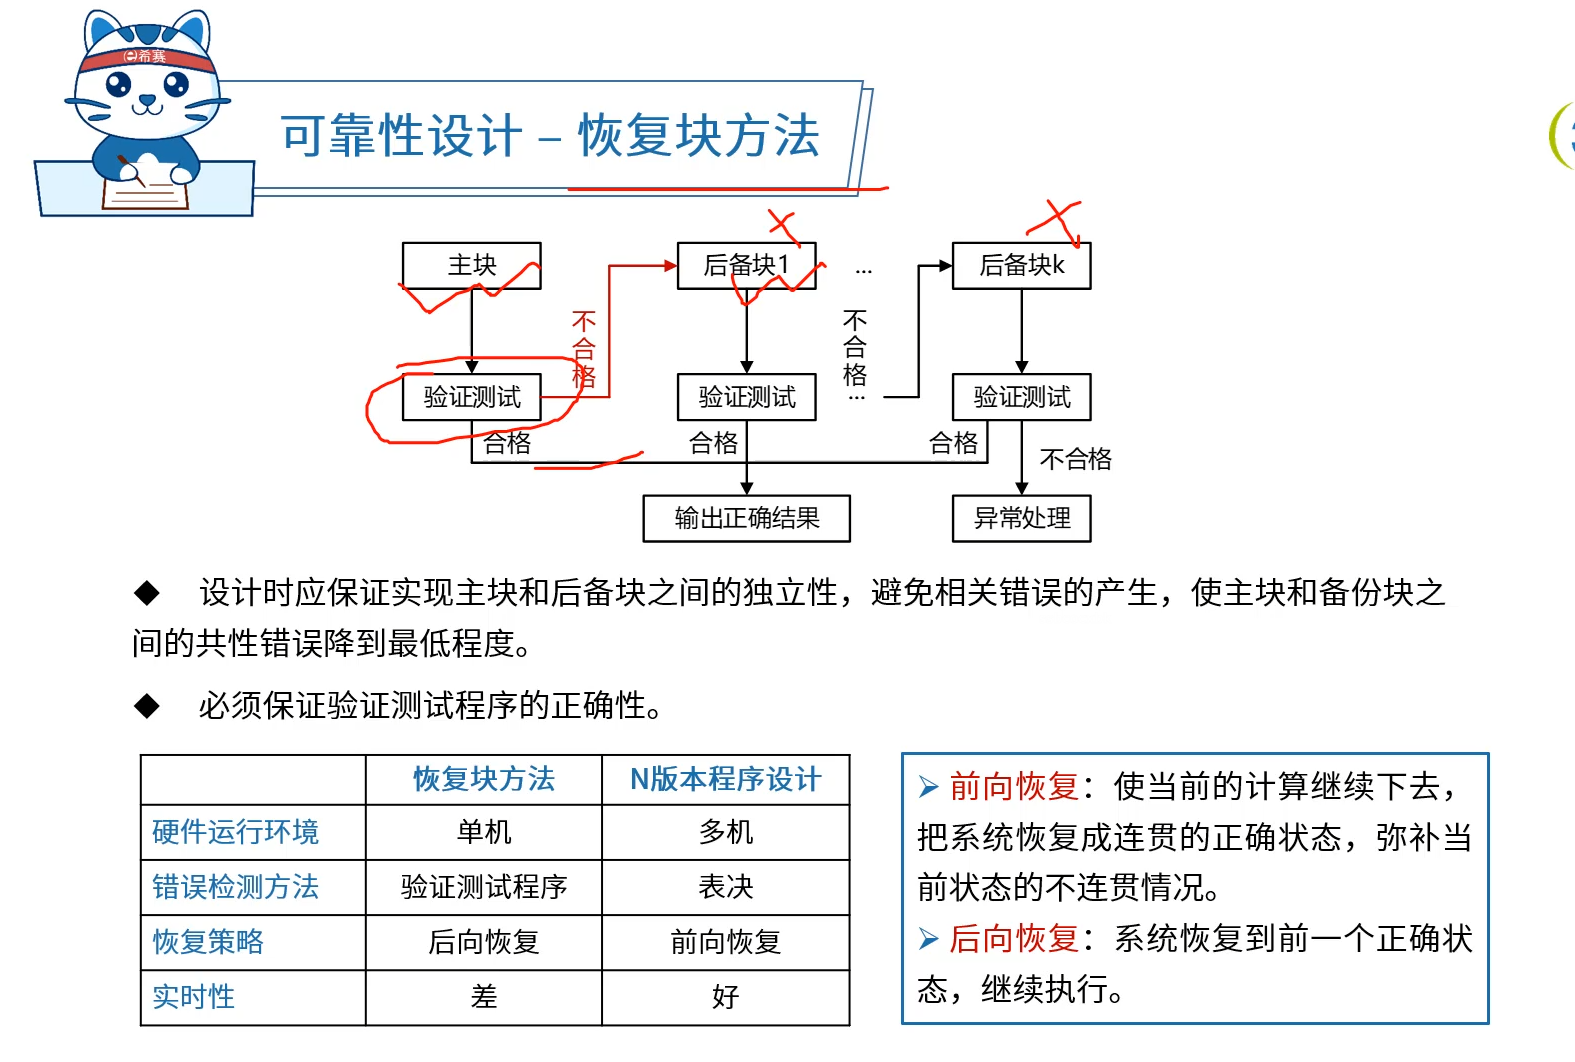 e希赛
可靠性设计 – 恢复块方法
主块
后备块1
...
后备块k
不合格
不合格
...
验证测试
验证测试
验证测试
合格
合格
合格
不合格
输出正确结果
异常处理
◆ 设计时应保证实现主块和后备块之间的独立性，避免相关错误的产生，使主块和备份块之
间的共性错误降到最低程度。
◆ 必须保证验证测试程序的正确性。
恢复块方法 N版本程序设计
硬件运行环境 单机 多机
错误检测方法 验证测试程序 表决
恢复策略 后向恢复 前向恢复
实时性 差 好
➢ 前向恢复：使当前的计算继续下去，
把系统恢复成连贯的正确状态，弥补当
前状态的不连贯情况。
➢ 后向恢复：系统恢复到前一个正确状
态，继续执行。